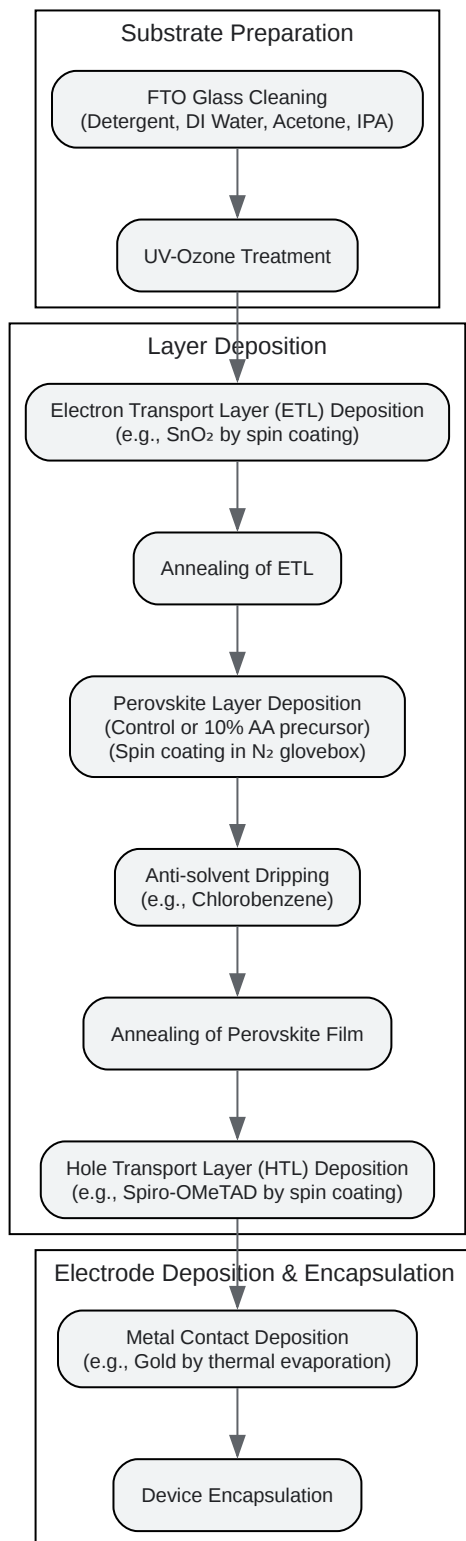 Substrate Preparation
FTO Glass Cleaning
(Detergent, DI Water, Acetone, IPA)
UV-Ozone Treatment
Layer Deposition
Electron Transport Layer (ETL) Deposition
(e.g., SnO₂ by spin coating)
Annealing of ETL
Perovskite Layer Deposition
(Control or 10% AA precursor)
(Spin coating in N₂ glovebox)
Anti-solvent Dripping
(e.g., Chlorobenzene)
Annealing of Perovskite Film
Hole Transport Layer (HTL) Deposition
(e.g., Spiro-OMeTAD by spin coating)
Electrode Deposition & Encapsulation
Metal Contact Deposition
(e.g., Gold by thermal evaporation)
Device Encapsulation